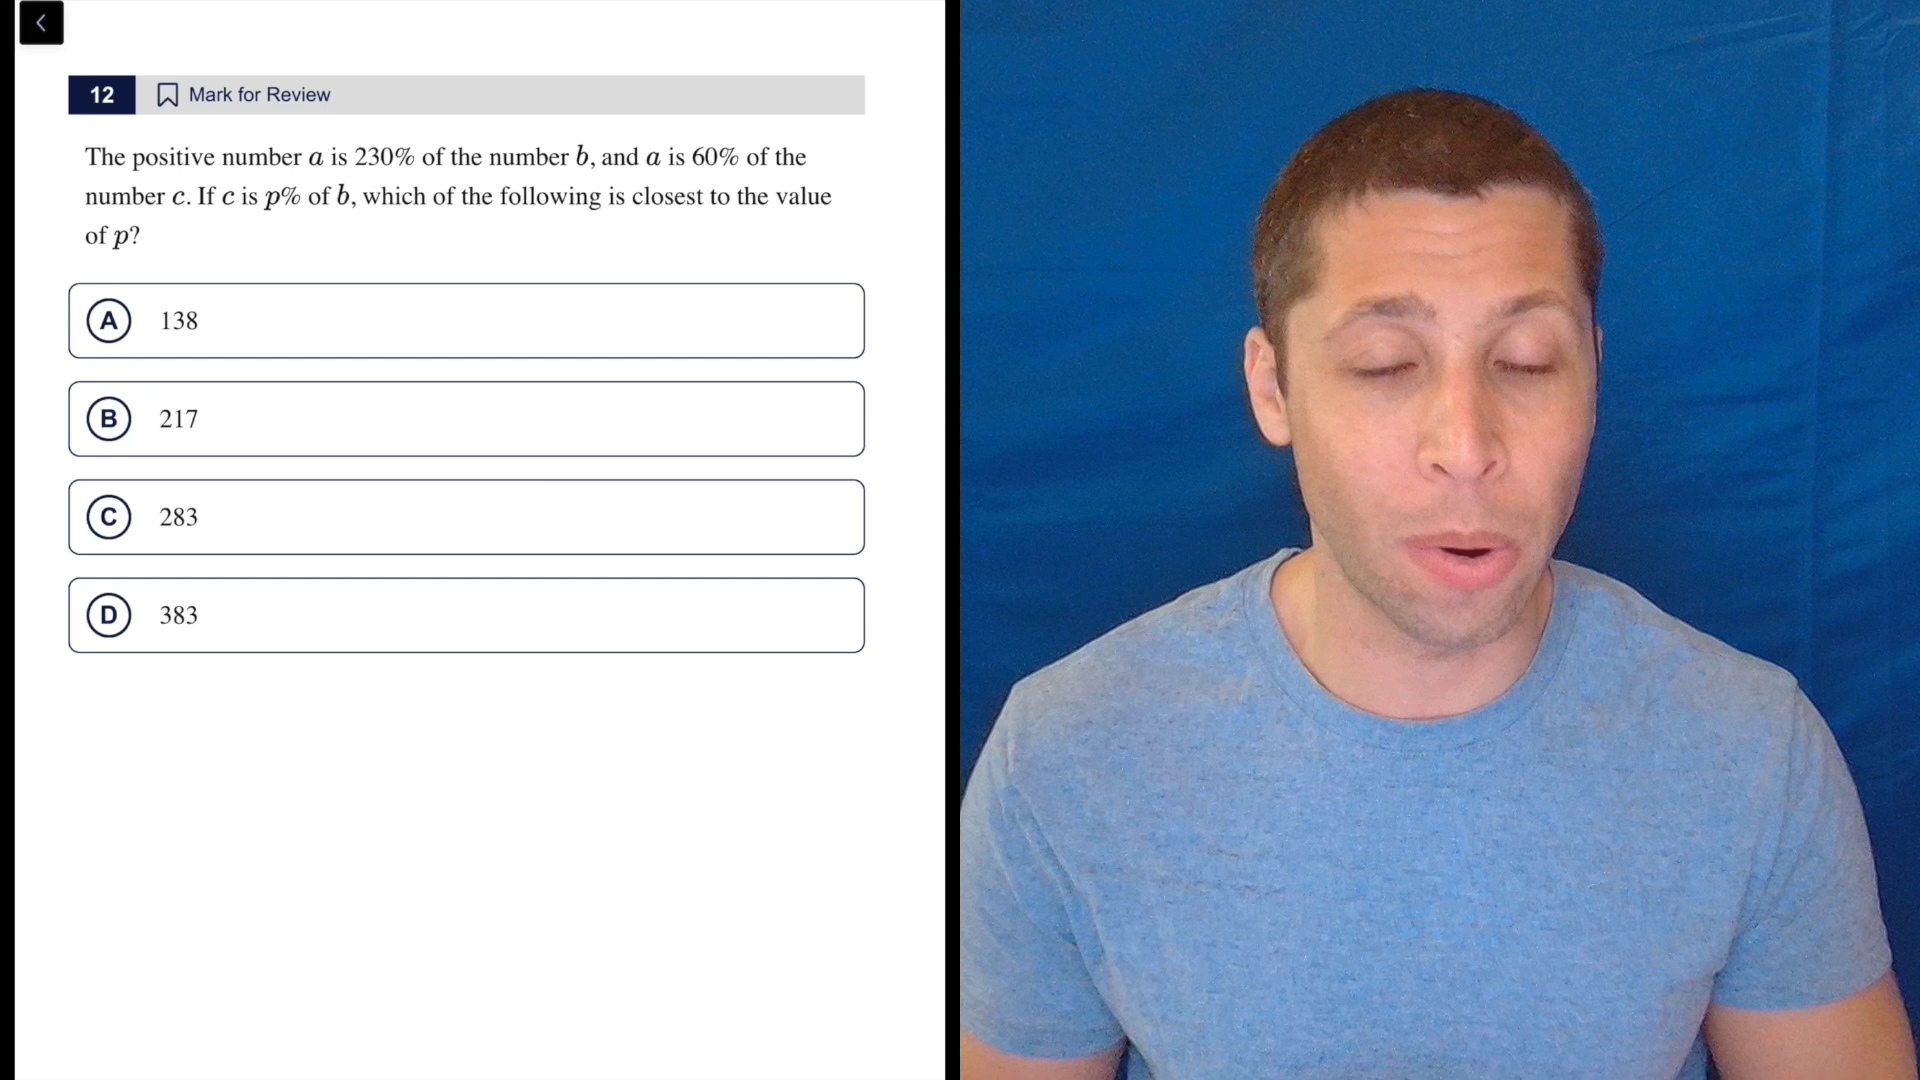 12 Mark for Review
The positive number a is 230% of the number b, and a is 60% of the
number c. If c is p% of b, which of the following is closest to the value
of p?
A 138
B 217
C 283
D 383